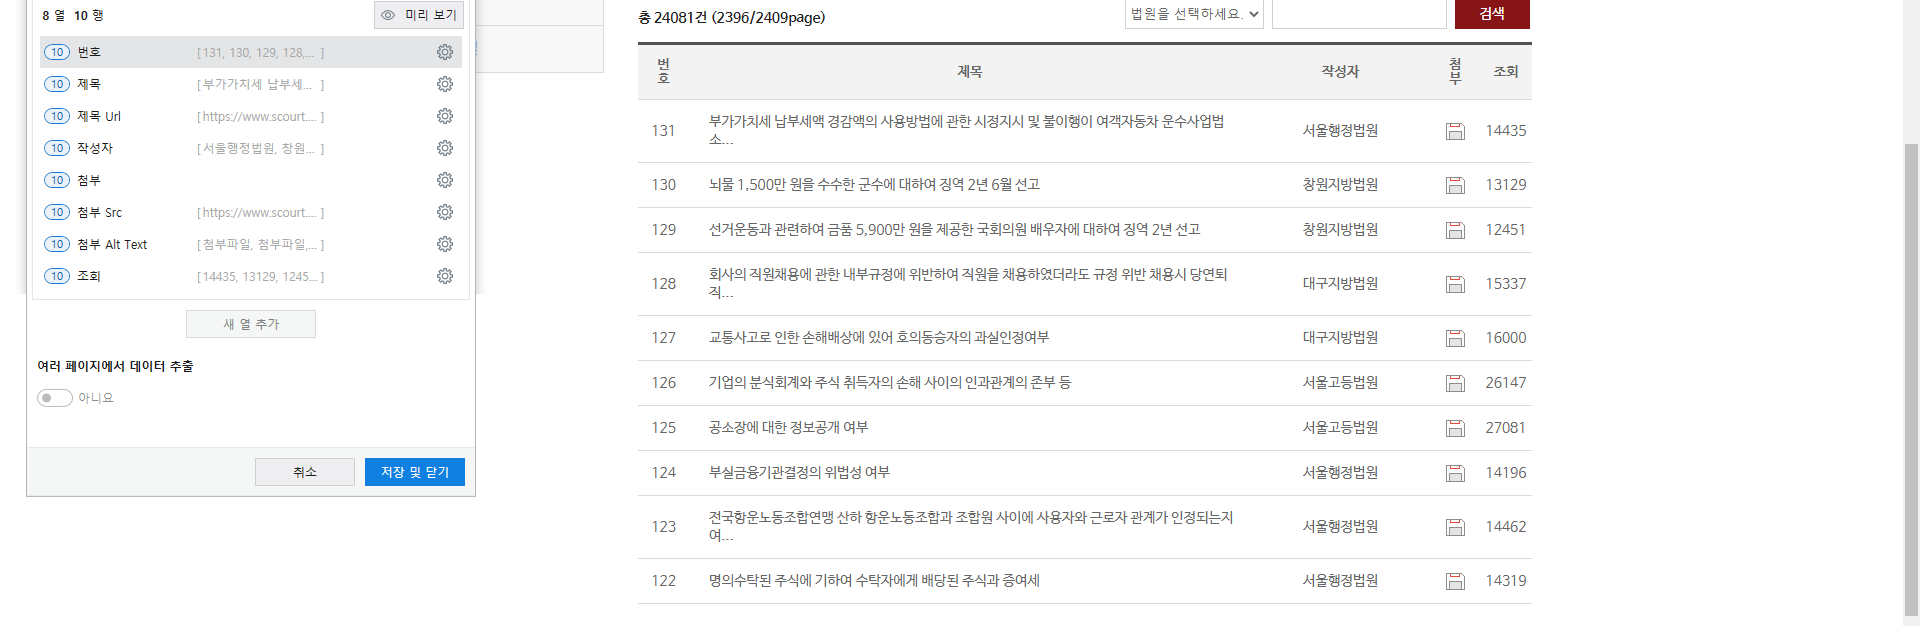 8 열 10 행
미리 보기
10 번호 [131, 130, 129, 128,... ]
10 제목 [부가가치세 납부세... ]
10 제목 Url [https://www.scourt.... ]
10 작성자 [서울행정법원, 창원... ]
10 첨부
10 첨부 Src [https://www.scourt.... ]
10 첨부 Alt Text [첨부파일, 첨부파일,... ]
10 조회 [14435, 13129, 1245... ]
새 열 추가
여러 페이지에서 데이터 추출
아니요
취소
저장 및 닫기
총 24081건 (2396/2409page)
법원을 선택하세요.
검색
번호 제목 작성자 첨부 조회
131 부가가치세 납부세액 경감액의 사용방법에 관한 시정지시 및 불이행이 여객자동차 운수사업법 서울행정법원 14435
소...
130 뇌물 1,500만 원을 수수한 군수에 대하여 징역 2년 6월 선고 창원지방법원 13129
129 선거운동과 관련하여 금품 5,900만 원을 제공한 국회의원 배우자에 대하여 징역 2년 선고 창원지방법원 12451
128 회사의 직원채용에 관한 내부규정에 위반하여 직원을 채용하였더라도 규정 위반 채용시 당연퇴 대구지방법원 15337
직...
127 교통사고로 인한 손해배상에 있어 호의동승자의 과실인정여부 대구지방법원 16000
126 기업의 분식회계와 주식 취득자의 손해 사이의 인과관계의 존부 등 서울고등법원 26147
125 공소장에 대한 정보공개 여부 서울고등법원 27081
124 부실금융기관결정의 위법성 여부 서울행정법원 14196
123 전국항운노동조합연맹 산하 항운노동조합과 조합원 사이에 사용자와 근로자 관계가 인정되는지 서울행정법원 14462
여...
122 명의수탁된 주식에 기하여 수탁자에게 배당된 주식과 증여세 서울행정법원 14319